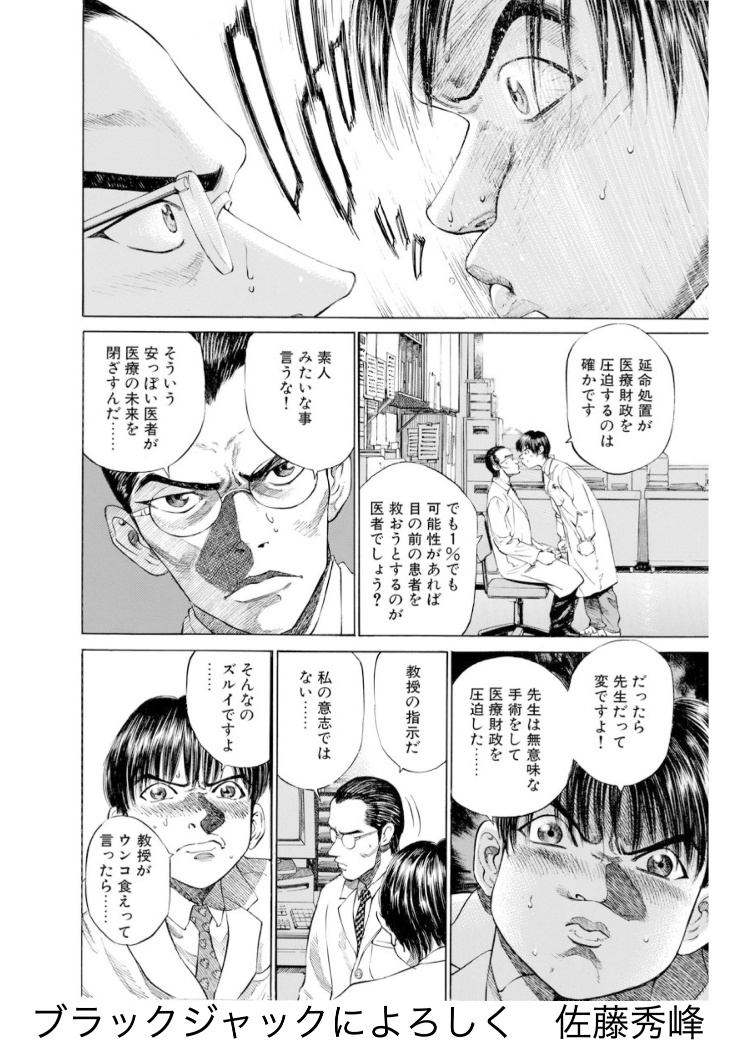 延命処置が
医療財政を
圧迫するのは
確かです
でも1％でも
可能性があれば
目の前の患者を
救おうとするのが
医者でしょう？
素人
みたいな事
言うな！
そういう
安っぽい医者が
医療の未来を
閉ざすんだ……
だったら
先生だって
変ですよ！
先生は無意味な
手術をして
医療財政を
圧迫した……
教授の指示だ
私の意志では
ない……
そんなの
ズルイですよ
……
教授が
ウンコ食えって
言ったら……
ブラックジャックによろしく　佐藤秀峰